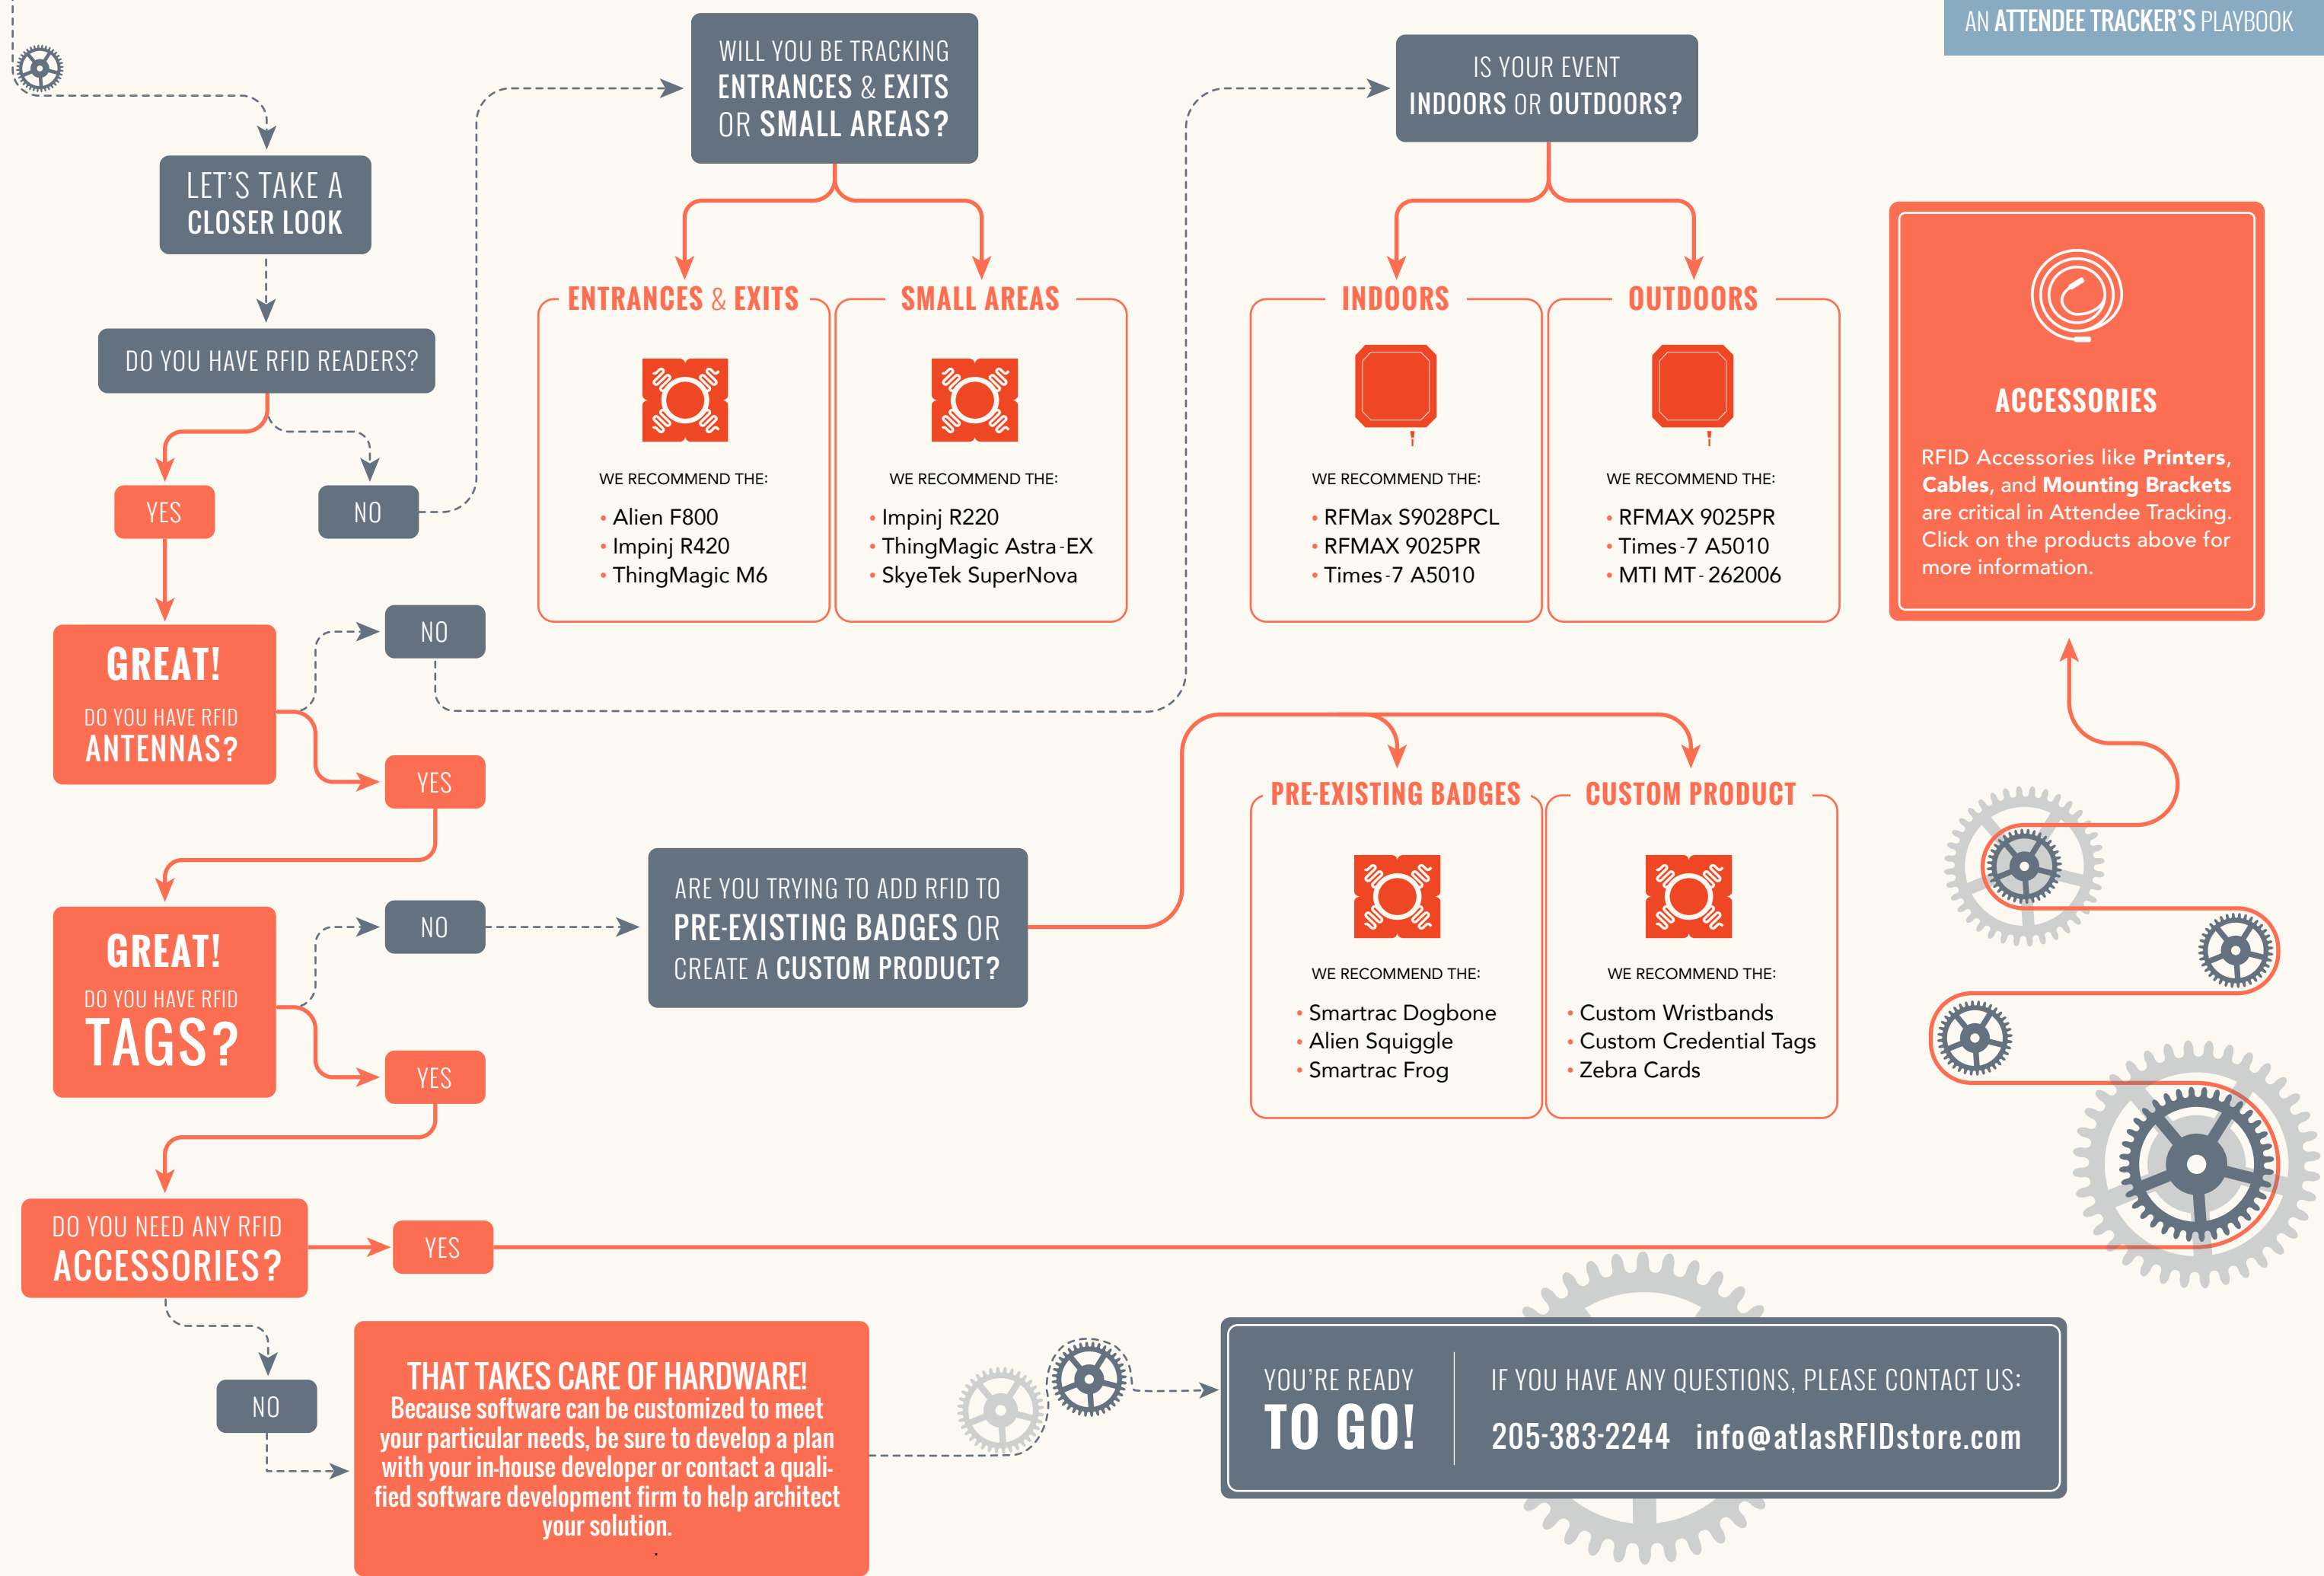 AN ATTENDEE TRACKER'S PLAYBOOK
LET'S TAKE A
CLOSER LOOK
DO YOU HAVE RFID READERS?
YES
NO
WILL YOU BE TRACKING
ENTRANCES & EXITS
OR SMALL AREAS?
ENTRANCES & EXITS
WE RECOMMEND THE:
• Alien F800
• Impinj R420
• ThingMagic M6
SMALL AREAS
WE RECOMMEND THE:
• Impinj R220
• ThingMagic Astra-EX
• SkyeTek SuperNova
GREAT!
DO YOU HAVE RFID
ANTENNAS?
NO
YES
IS YOUR EVENT
INDOORS OR OUTDOORS?
INDOORS
WE RECOMMEND THE:
• RFMax S9028PCL
• RFMAX 9025PR
• Times-7 A5010
OUTDOORS
WE RECOMMEND THE:
• RFMAX 9025PR
• Times-7 A5010
• MTI MT-262006
GREAT!
DO YOU HAVE RFID
TAGS?
NO
YES
ARE YOU TRYING TO ADD RFID TO
PRE-EXISTING BADGES OR
CREATE A CUSTOM PRODUCT?
PRE-EXISTING BADGES
WE RECOMMEND THE:
• Smartrac Dogbone
• Alien Squiggle
• Smartrac Frog
CUSTOM PRODUCT
WE RECOMMEND THE:
• Custom Wristbands
• Custom Credential Tags
• Zebra Cards
DO YOU NEED ANY RFID
ACCESSORIES?
YES
NO
ACCESSORIES
RFID Accessories like Printers,
Cables, and Mounting Brackets
are critical in Attendee Tracking.
Click on the products above for
more information.
THAT TAKES CARE OF HARDWARE!
Because software can be customized to meet
your particular needs, be sure to develop a plan
with your in-house developer or contact a quali-
fied software development firm to help architect
your solution.
.
YOU'RE READY
TO GO!
IF YOU HAVE ANY QUESTIONS, PLEASE CONTACT US:
205-383-2244 info@atlasRFIDstore.com